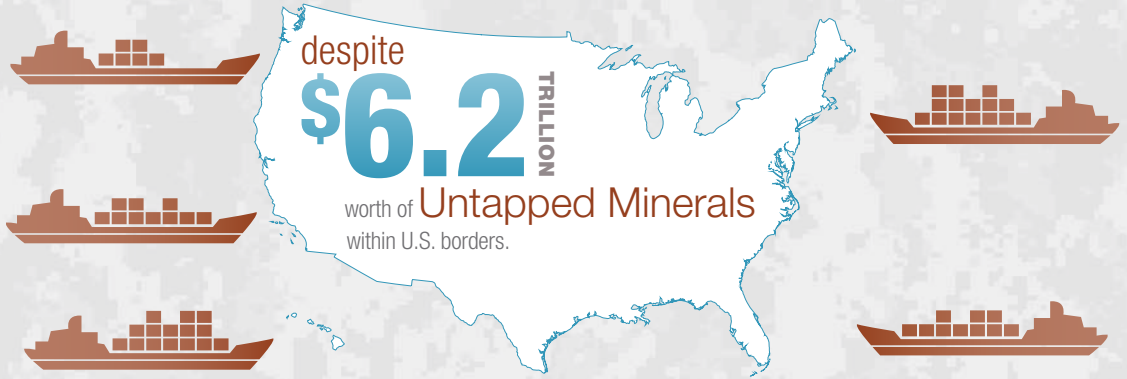 despite
$6.2 TRILLION
worth of Untapped Minerals
within U.S. borders.